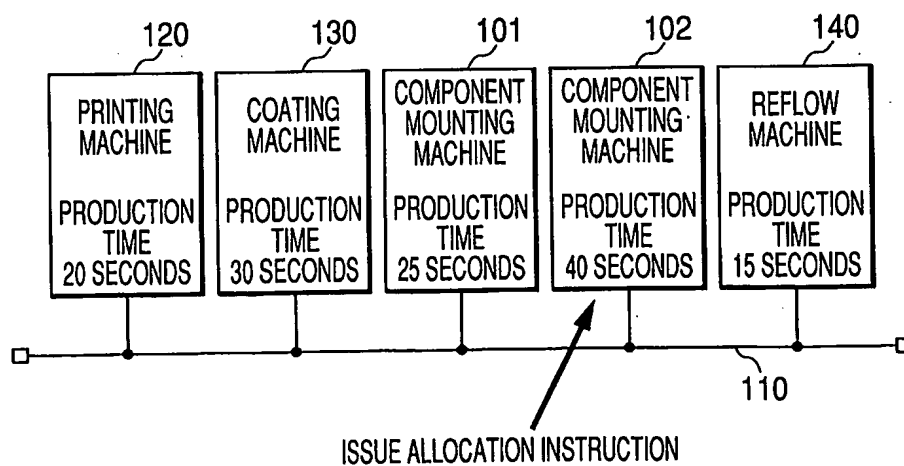 120
130
101
102
140
PRINTING
MACHINE
PRODUCTION
TIME
20 SECONDS
COATING
MACHINE
PRODUCTION
TIME
30 SECONDS
COMPONENT
MOUNTING
MACHINE
PRODUCTION
TIME
25 SECONDS
COMPONENT
MOUNTING
MACHINE
PRODUCTION
TIME
40 SECONDS
REFLOW
MACHINE
PRODUCTION
TIME
15 SECONDS
110
ISSUE ALLOCATION INSTRUCTION